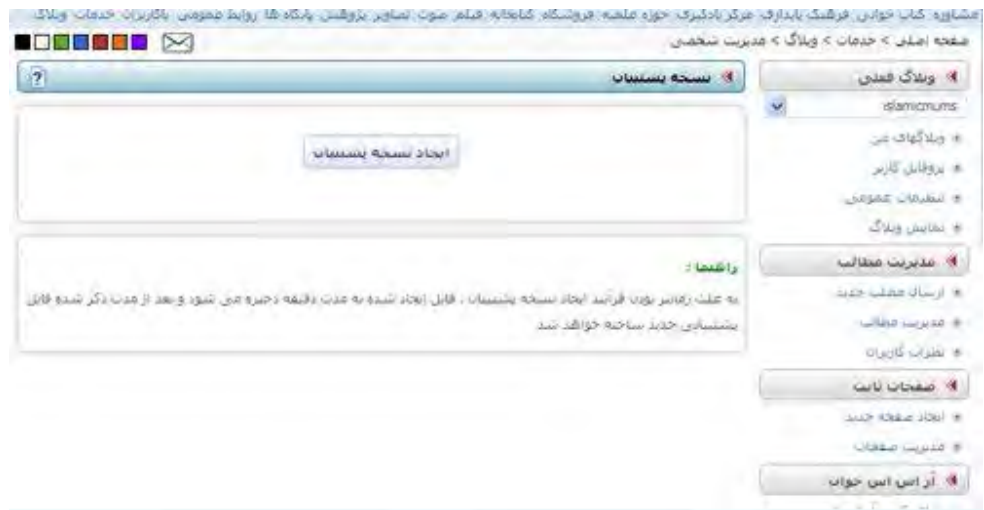 مشاوره کتاب خوانی فرهنگ پایداری مرکز یادگیری حوزه علمیه فروشگاه کتابخانه فیلم صوت تصاویر پژوهش پایگاه ها روابط عمومی باکاربران خدمات وبلاگ
صفحه اصلی > خدمات > وبلاگ > مدیریت شخصی
وبلاگ فعلی
islamicmums
وبلاگهای من
پروفایل کاربر
تنظیمات عمومی
نمایش وبلاگ
مدیریت مطالب
ارسال مطلب جدید
مدیریت مطالب
نظرات کاربران
صفحات ثابت
ایجاد صفحه جدید
مدیریت صفحات
آر اس اس خوان
نسخه پشتیبان
?
ایجاد نسخه پشتیبان
راهنما :
به علت زمانبر بودن فرآیند ایجاد نسخه پشتیبان ، فایل ایجاد شده به مدت دقیقه ذخیره می شود و بعد از مدت ذکر شده فایل
پشتیبانی جدید ساخته خواهد شد